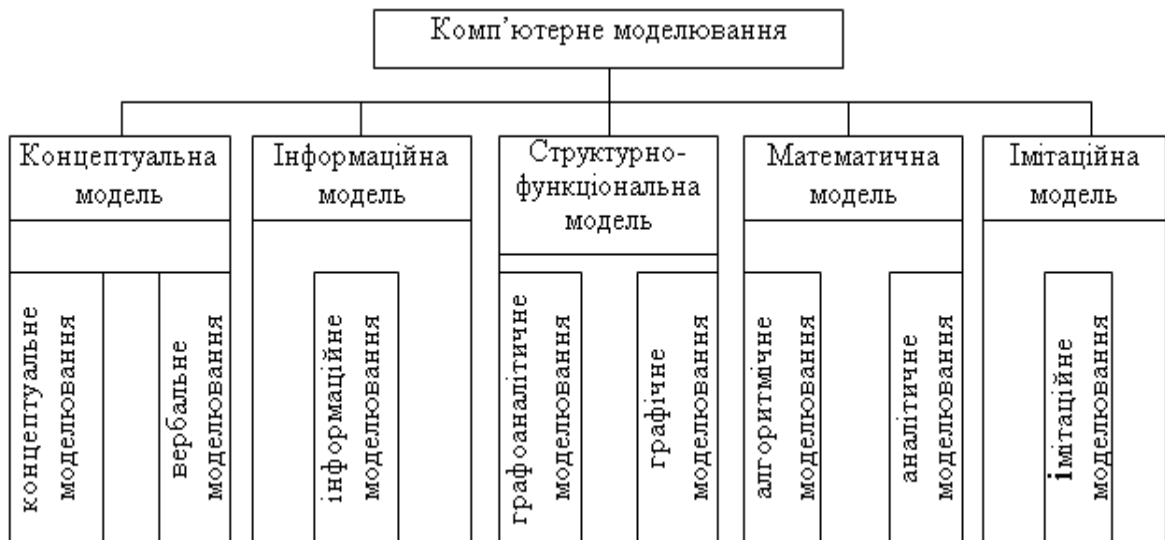 Комп’ютерне моделювання
Концептуальна
модель
Інформаційна
модель
Структурно-
функціональна
модель
Математична
модель
Імітаційна
модель
концептуальне
моделювання
вербальне
моделювання
інформаційне
моделювання
графоаналітичне
моделювання
графічне
моделювання
алгоритмічне
моделювання
аналітичне
моделювання
імітаційне
моделювання